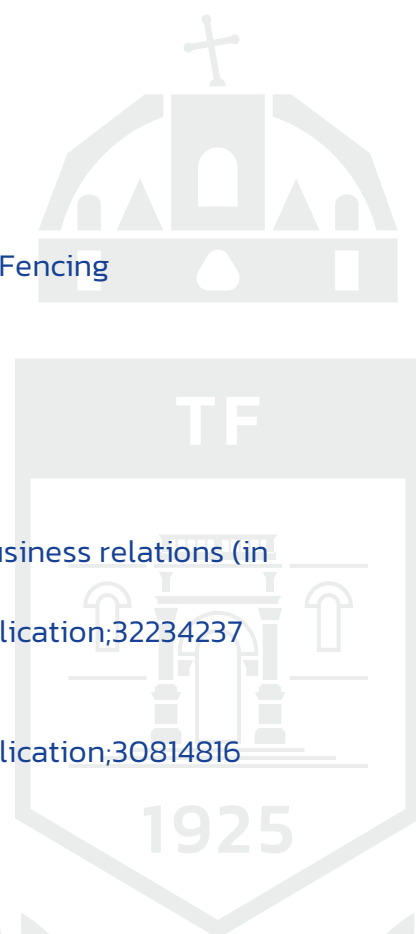 Fencing
TF
usiness relations (in
lication;32234237
lication;30814816
1925